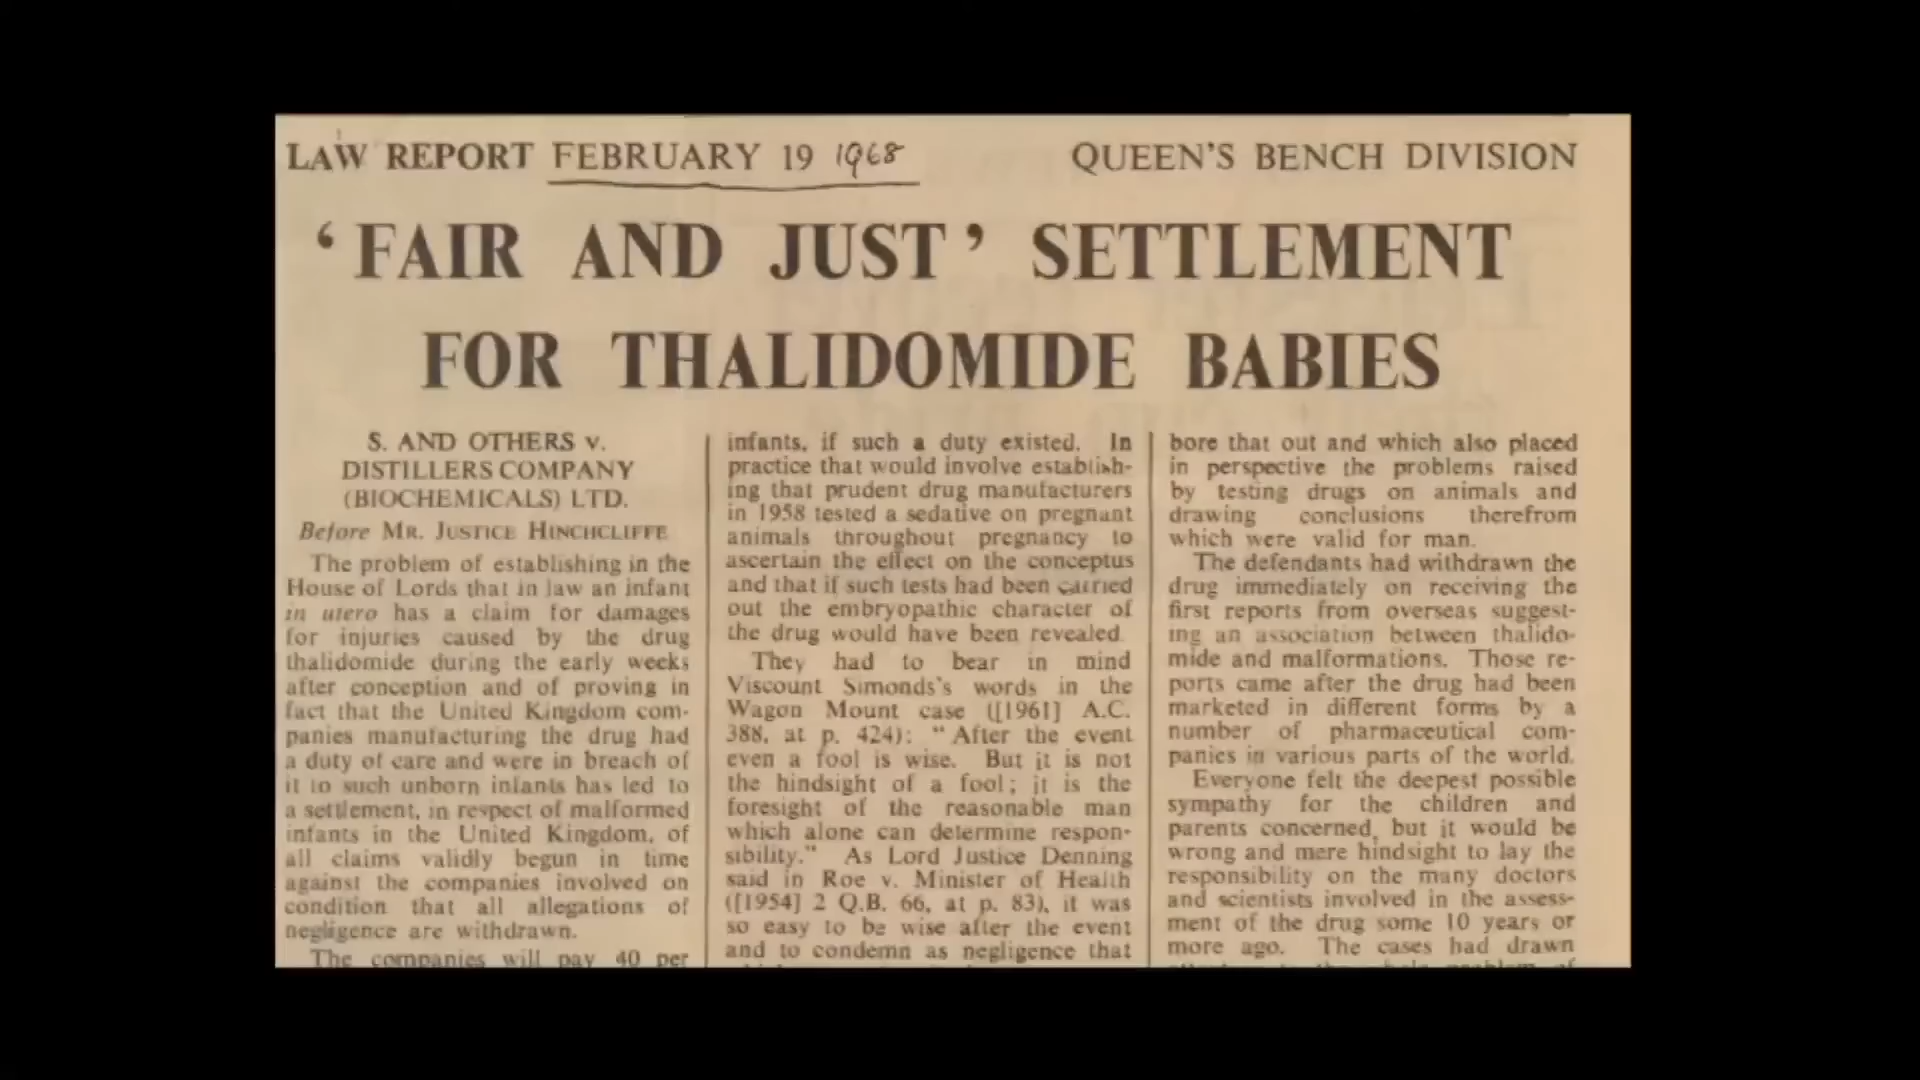 LAW REPORT FEBRUARY 19 1968 QUEEN'S BENCH DIVISION
‘FAIR AND JUST’ SETTLEMENT
FOR THALIDOMIDE BABIES
S. AND OTHERS v.
DISTILLERS COMPANY
(BIOCHEMICALS) LTD.
Before MR. JUSTICE HINCHCLIFFE
The problem of establishing in the
House of Lords that in law an infant
in utero has a claim for damages
for injuries caused by the drug
thalidomide during the early weeks
after conception and of proving in
fact that the United Kingdom com-
panies manufacturing the drug had
a duty of care and were in breach of
it to such unborn infants has led to
a settlement, in respect of malformed
infants in the United Kingdom, of
all claims validly begun in time
against the companies involved on
condition that all allegations of
negligence are withdrawn.
The companies will pay 40 per
infants, if such a duty existed. In
practice that would involve establish-
ing that prudent drug manufacturers
in 1958 tested a sedative on pregnant
animals throughout pregnancy to
ascertain the effect on the conceptus
and that if such tests had been carried
out the embryopathic character of
the drug would have been revealed.
They had to bear in mind
Viscount Simonds's words in the
Wagon Mount case ([1961] A.C.
388, at p. 424): “After the event
even a fool is wise. But it is not
the hindsight of a fool; it is the
foresight of the reasonable man
which alone can determine respon-
sibility.” As Lord Justice Denning
said in Roe v. Minister of Health
([1954] 2 Q.B. 66, at p. 83), it was
so easy to be wise after the event
and to condemn as negligence that
bore that out and which also placed
in perspective the problems raised
by testing drugs on animals and
drawing conclusions therefrom
which were valid for man.
The defendants had withdrawn the
drug immediately on receiving the
first reports from overseas suggest-
ing an association between thalido-
mide and malformations. Those re-
ports came after the drug had been
marketed in different forms by a
number of pharmaceutical com-
panies in various parts of the world.
Everyone felt the deepest possible
sympathy for the children and
parents concerned, but it would be
wrong and mere hindsight to lay the
responsibility on the many doctors
and scientists involved in the assess-
ment of the drug some 10 years or
more ago. The cases had drawn